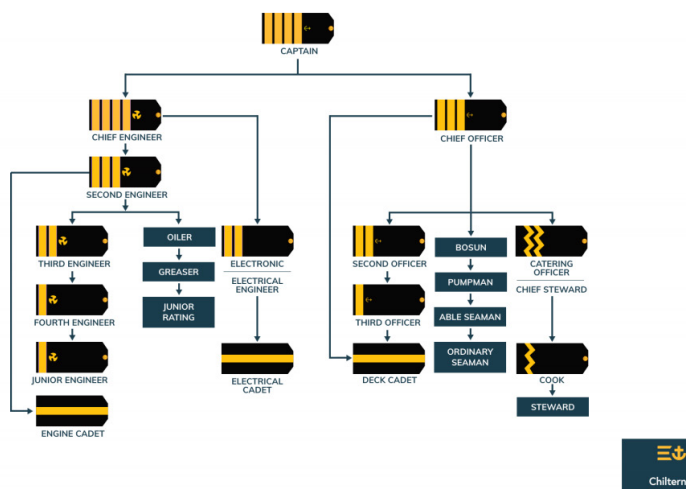 CAPTAIN
CHIEF ENGINEER
CHIEF OFFICER
SECOND ENGINEER
OILER
GREASER
JUNIOR
RATING
THIRD ENGINEER
FOURTH ENGINEER
JUNIOR ENGINEER
ENGINE CADET
ELECTRONIC
ELECTRICAL
ENGINEER
ELECTRICAL
CADET
SECOND OFFICER
THIRD OFFICER
DECK CADET
BOSUN
PUMPMAN
ABLE SEAMAN
ORDINARY
SEAMAN
CATERING
OFFICER
CHIEF STEWARD
COOK
STEWARD
Chiltern